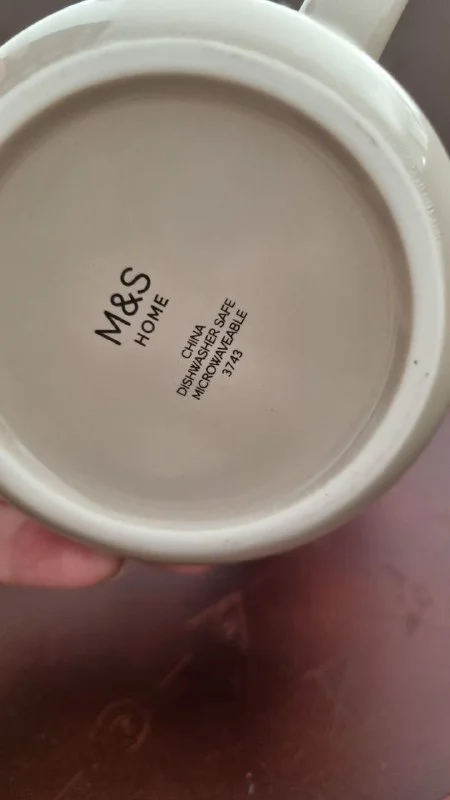 M&S
HOME
CHINA
DISHWASHER SAFE
MICROWAVEABLE
3743